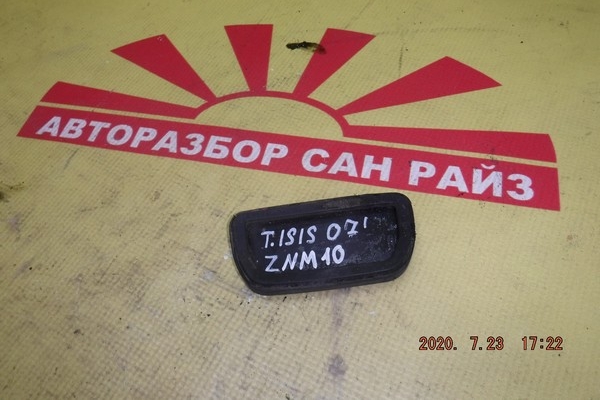 АВТОРАЗБОР САН РАЙЗ
T.ISIS 07'
ZNM10
2020. 7.23 17:22